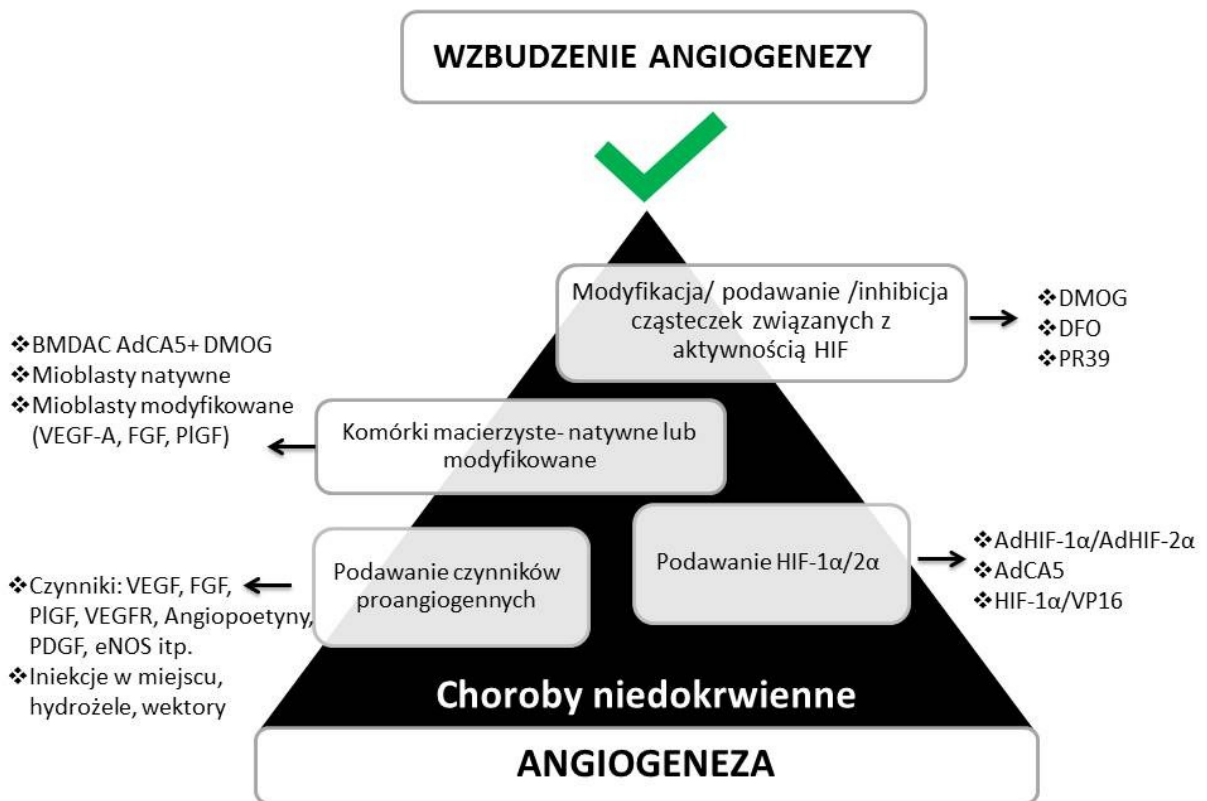 WZBUDZENIE ANGIOGENEZY
Modyfikacja/ podawanie /inhibicja
cząsteczek związanych z
aktywnością HIF
❖DMOG
❖DFO
❖PR39
❖BMDAC AdCA5+ DMOG
❖Mioblasty natywne
❖Mioblasty modyfikowane
(VEGF-A, FGF, PlGF)
Komórki macierzyste- natywne lub
modyfikowane
Podawanie HIF-1α/2α
❖AdHIF-1α/AdHIF-2α
❖AdCA5
❖HIF-1α/VP16
Podawanie czynników
proangiogennych
❖Czynniki: VEGF, FGF,
PlGF, VEGFR, Angiopoetyny,
PDGF, eNOS itp.
❖Iniekcje w miejscu,
hydrożele, wektory
Choroby niedokrwienne
ANGIOGENEZA